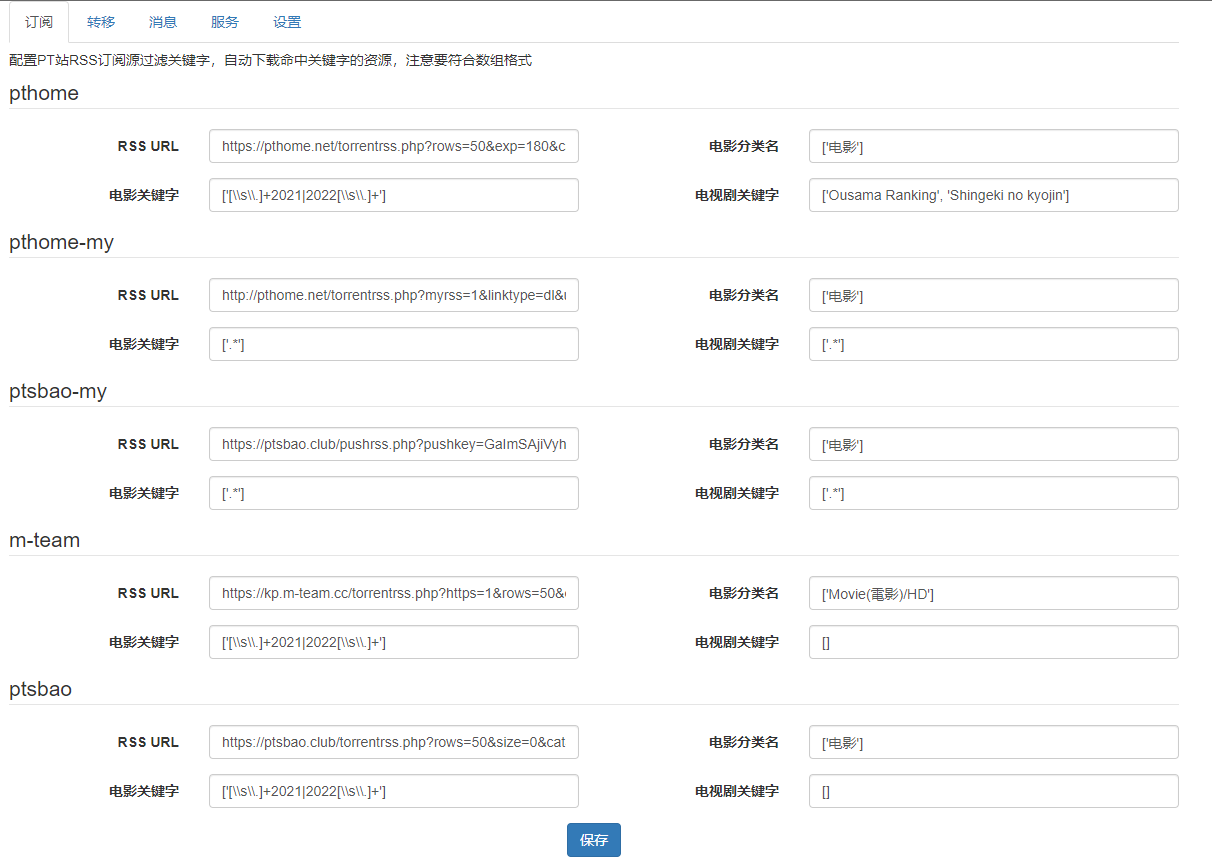 订阅 转移 消息 服务 设置
配置PT站RSS订阅源过滤关键字，自动下载命中关键字的资源，注意要符合数组格式
pthome
RSS URL https://pthome.net/torrentrss.php?rows=50&exp=180&c 电影分类名 ['电影']
电影关键字 ['[\\s\\.]+2021|2022[\\s\\.]+'] 电视剧关键字 ['Ousama Ranking', 'Shingeki no kyojin']
pthome-my
RSS URL http://pthome.net/torrentrss.php?myrss=1&linktype=dl& 电影分类名 ['电影']
电影关键字 ['.*'] 电视剧关键字 ['.*']
ptsbao-my
RSS URL https://ptsbao.club/pushrss.php?pushkey=GaImSAjiVyh 电影分类名 ['电影']
电影关键字 ['.*'] 电视剧关键字 ['.*']
m-team
RSS URL https://kp.m-team.cc/torrentrss.php?https=1&rows=50& 电影分类名 ['Movie(電影)/HD']
电影关键字 ['[\\s\\.]+2021|2022[\\s\\.]+'] 电视剧关键字 []
ptsbao
RSS URL https://ptsbao.club/torrentrss.php?rows=50&size=0&cat 电影分类名 ['电影']
电影关键字 ['[\\s\\.]+2021|2022[\\s\\.]+'] 电视剧关键字 []
保存